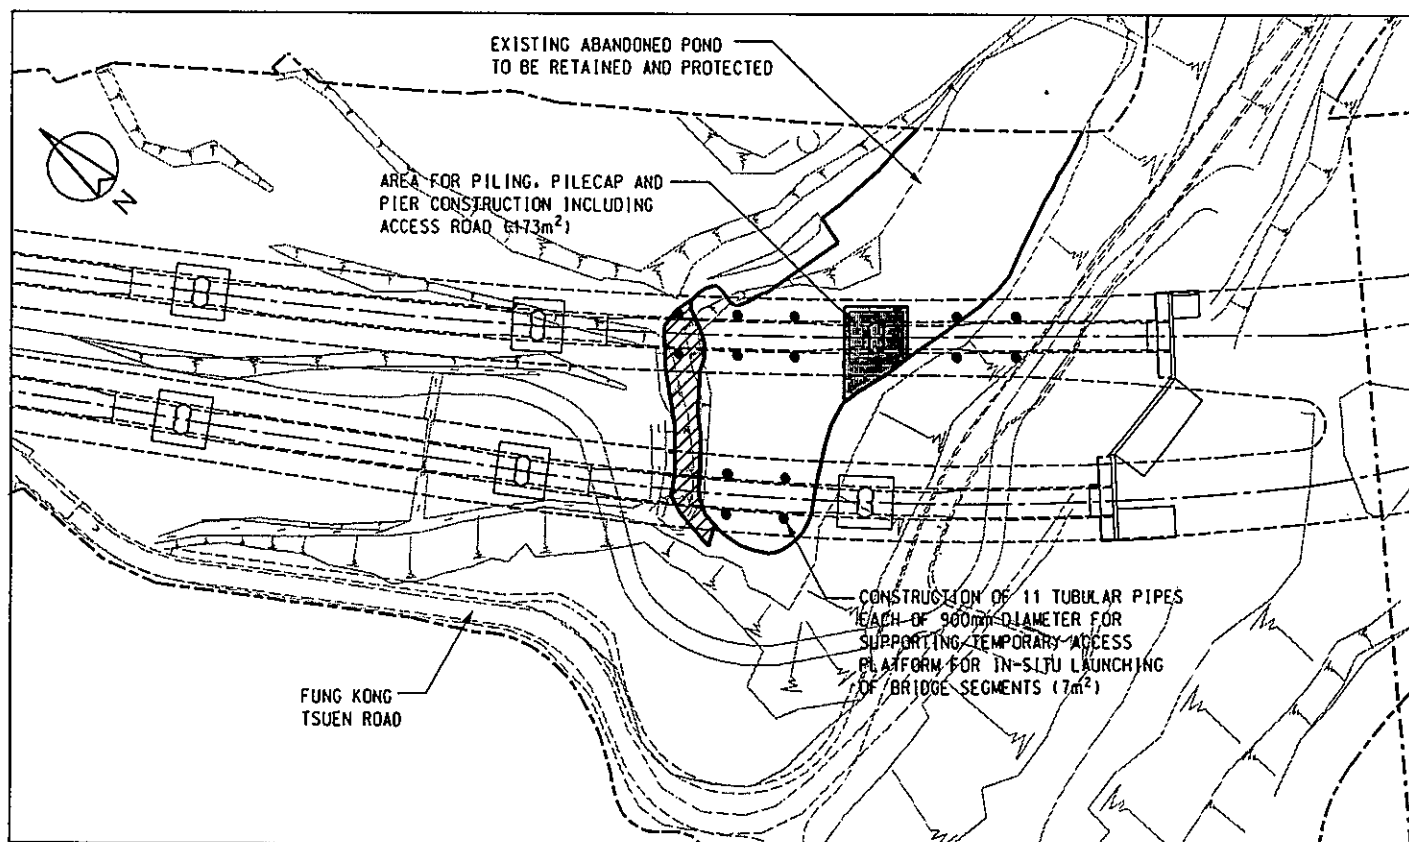 EXISTING ABANDONED POND
TO BE RETAINED AND PROTECTED
AREA FOR PILING, PILECAP AND
PIER CONSTRUCTION INCLUDING
ACCESS ROAD (173m²)
N
CONSTRUCTION OF 11 TUBULAR PIPES
EACH OF 900mm DIAMETER FOR
SUPPORTING TEMPORARY ACCESS
PLATFORM FOR IN-SITU LAUNCHING
OF BRIDGE SEGMENTS (7m²)
FUNG KONG
TSUEN ROAD